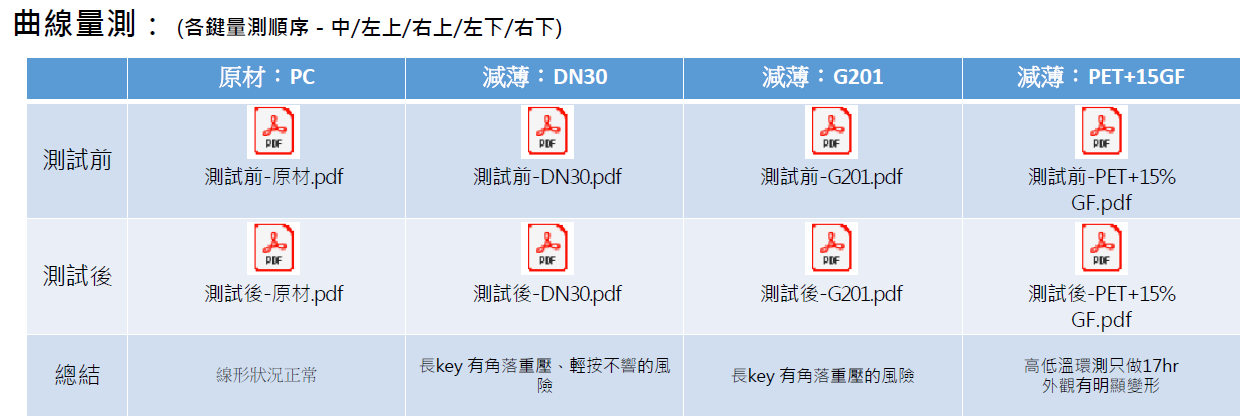 曲線量測： (各鍵量測順序 - 中/左上/右上/左下/右下)
原材：PC 減薄：DN30 減薄：G201 減薄：PET+15GF
測試前
PDF PDF PDF PDF
測試前-原材.pdf 測試前-DN30.pdf 測試前-G201.pdf 測試前-PET+15%
GF.pdf
測試後
PDF PDF PDF PDF
測試後-原材.pdf 測試後-DN30.pdf 測試後-G201.pdf 測試後-PET+15%
GF.pdf
總結
線形狀況正常
長key 有角落重壓、輕按不響的風
險
長key 有角落重壓的風險
高低溫環測只做17hr
外觀有明顯變形